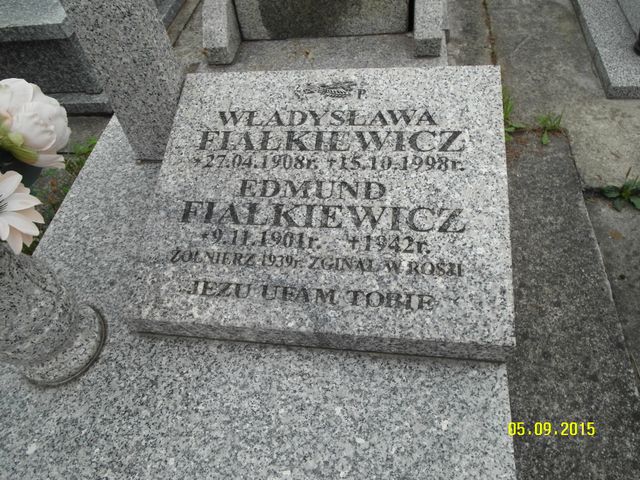 Ś P.
WŁADYSŁAWA
FIAŁKIEWICZ
*27.04.1908r. +15.10.1998r.
EDMUND
FIAŁKIEWICZ
*9.11.1901r. +1942r.
ŻOŁNIERZ 1939r. ZGINĄŁ W ROSJI
JEZU UFAM TOBIE
05.09.2015